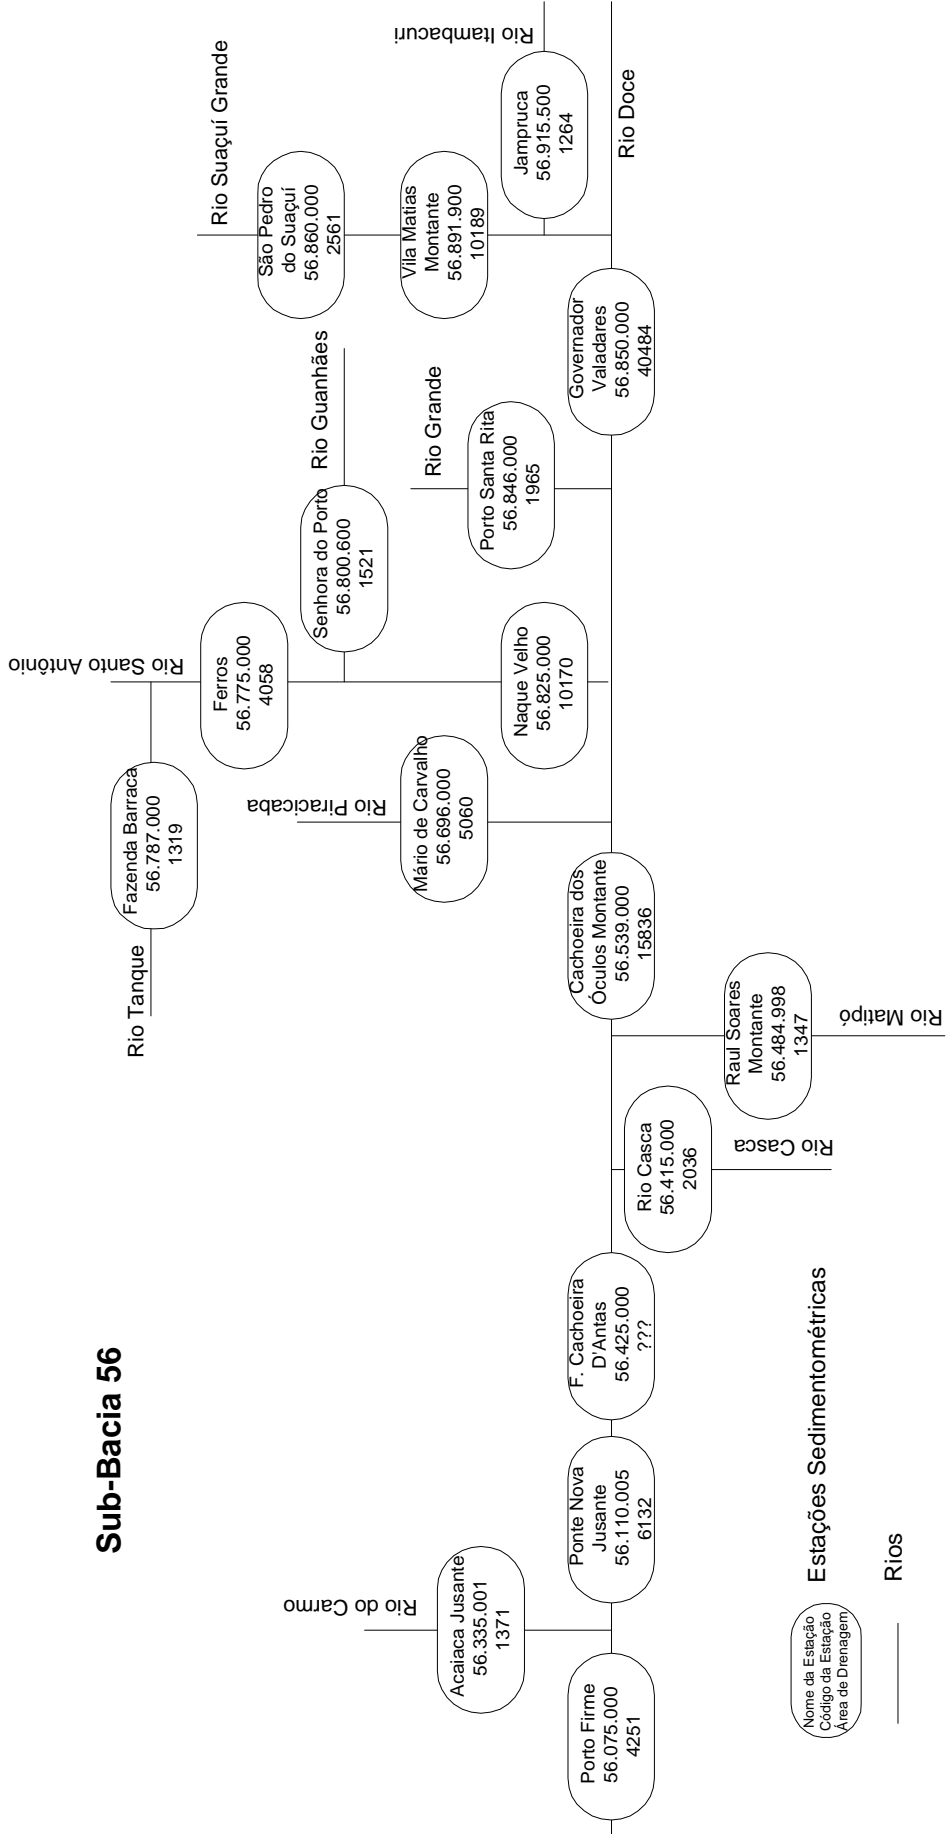 Sub-Bacia 56
Porto Firme
56.075.000
4251
Rio do Carmo
Acaiaca Jusante
56.335.001
1371
Ponte Nova
Jusante
56.110.005
6132
F. Cachoeira
D'Antas
56.425.000
???
Rio Casca
56.415.000
2036
Rio Casca
Raul Soares
Montante
56.484.998
1347
Rio Matipó
Cachoeira dos
Óculos Montante
56.539.000
15836
Rio Piracicaba
Mário de Carvalho
56.696.000
5060
Rio Tanque
Fazenda Barraca
56.787.000
1319
Rio Santo Antônio
Ferros
56.775.000
4058
Rio Guanhães
Senhora do Porto
56.800.600
1521
Naque Velho
56.825.000
10170
Rio Grande
Porto Santa Rita
56.846.000
1965
Governador
Valadares
56.850.000
40484
Rio Suaçuí Grande
São Pedro
do Suaçuí
56.860.000
2561
Vila Matias
Montante
56.891.900
10189
Rio Itambacuri
Jampruca
56.915.500
1264
Rio Doce
Nome da Estação
Código da Estação
Área de Drenagem
Estações Sedimentométricas
Rios